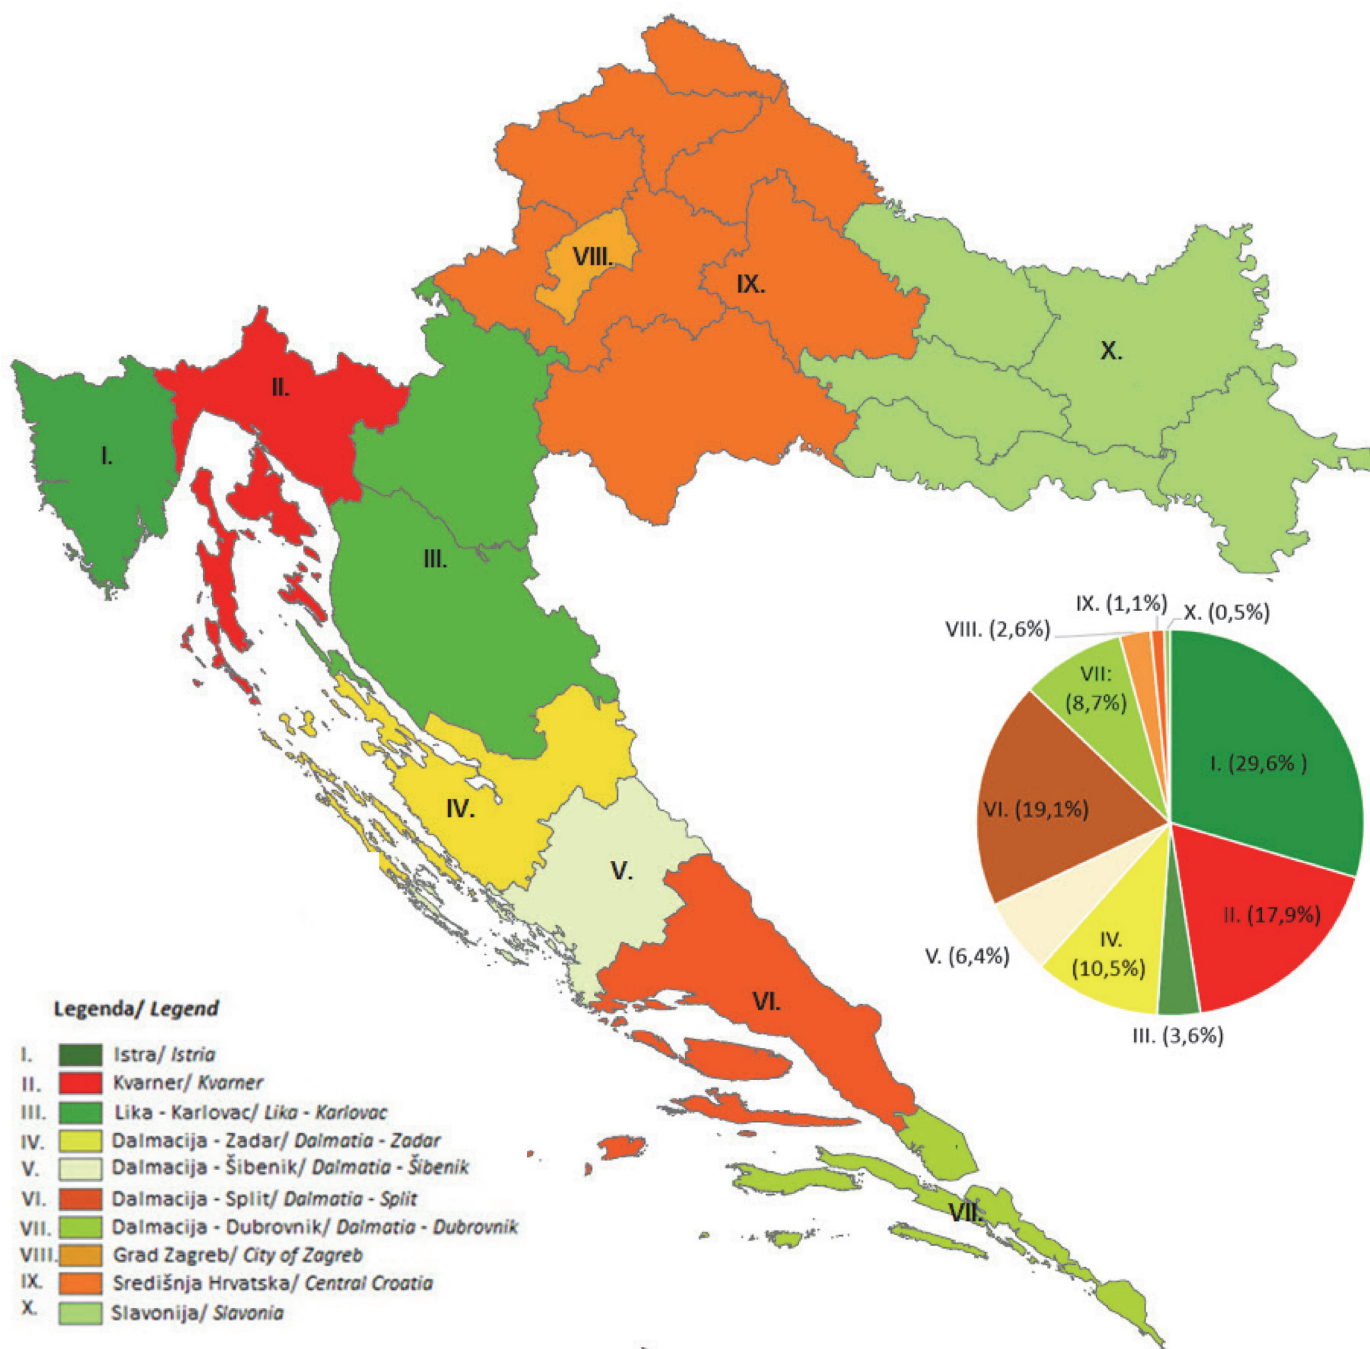 VIII.
IX.
X.
II.
I.
III.
IV.
V.
VI.
VII.
IX. (1,1%)
X. (0,5%)
VIII. (2,6%)
VII:
(8,7%)
I. (29,6% )
VI. (19,1%)
II. (17,9%)
IV.
(10,5%)
V. (6,4%)
III. (3,6%)
Legenda/ Legend
I. Istra/ Istria
II. Kvarner/ Kvarner
III. Lika - Karlovac/ Lika - Karlovac
IV. Dalmacija - Zadar/ Dalmatia - Zadar
V. Dalmacija - Šibenik/ Dalmatia - Šibenik
VI. Dalmacija - Split/ Dalmatia - Split
VII. Dalmacija - Dubrovnik/ Dalmatia - Dubrovnik
VIII. Grad Zagreb/ City of Zagreb
IX. Središnja Hrvatska/ Central Croatia
X. Slavonija/ Slavonia